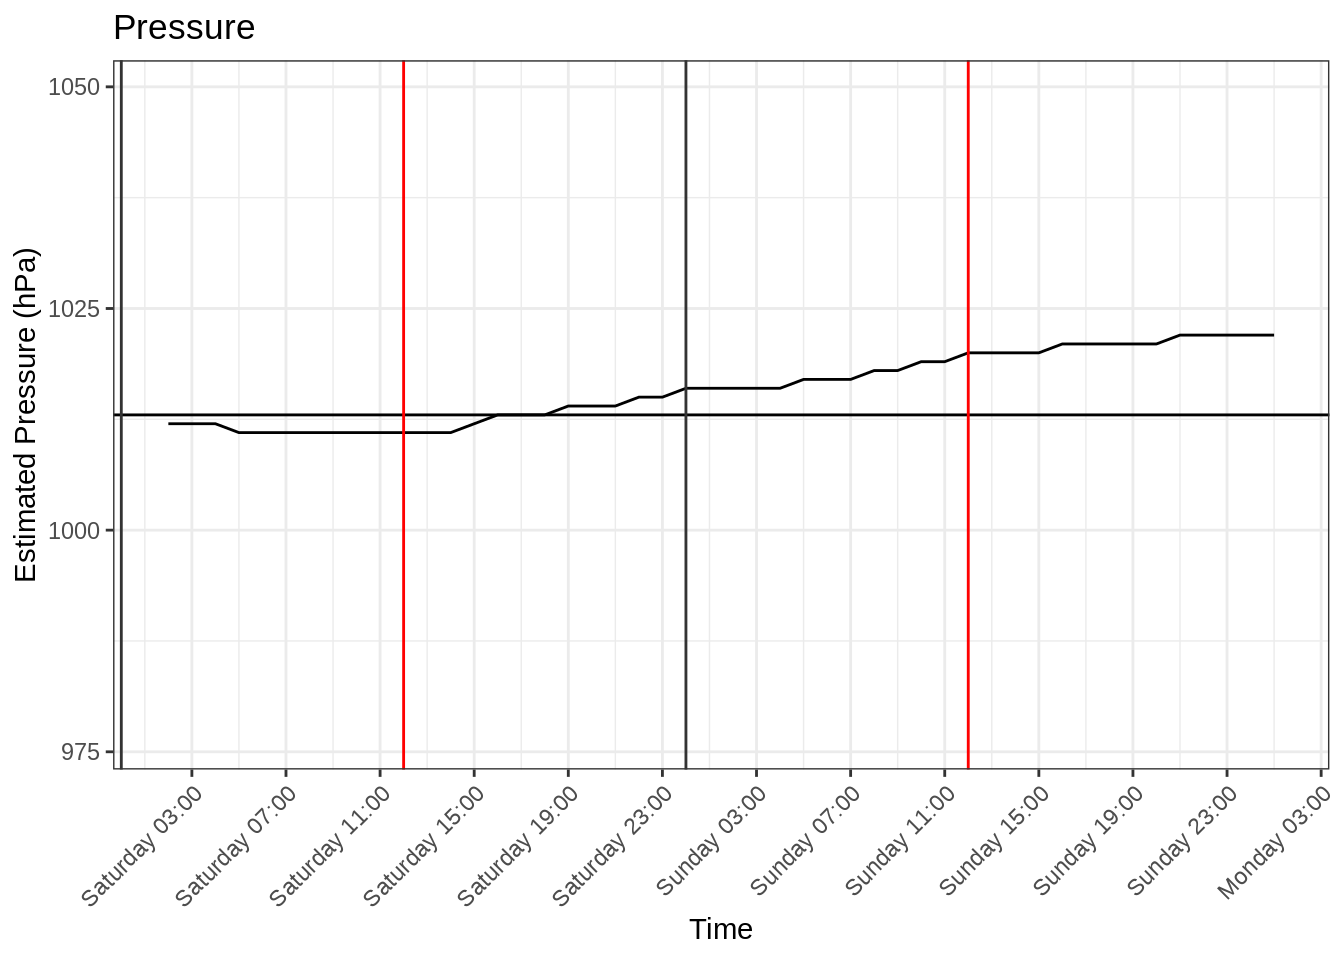 Pressure
Estimated Pressure (hPa)
1050
1025
1000
975
Saturday 03:00
Saturday 07:00
Saturday 11:00
Saturday 15:00
Saturday 19:00
Saturday 23:00
Sunday 03:00
Sunday 07:00
Sunday 11:00
Sunday 15:00
Sunday 19:00
Sunday 23:00
Monday 03:00
Time